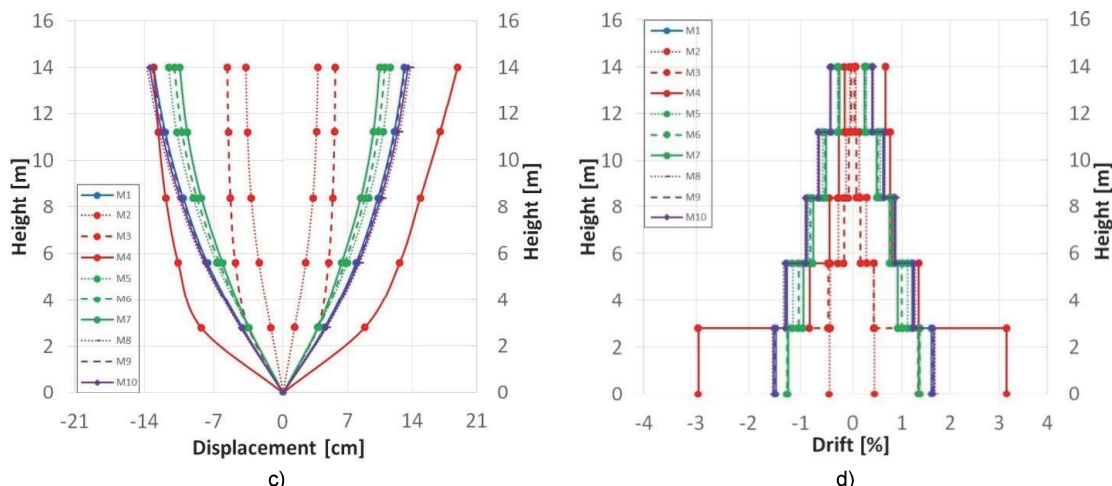 16
14
12
10
8
6
4
2
0
Height [m]
16
14
12
10
8
6
4
2
0
Height [m]
M1
M2
M3
M4
M5
M6
M7
M8
M9
M10
-21 -14 -7 0 7 14 21
Displacement [cm]
c)
16
14
12
10
8
6
4
2
0
Height [m]
16
14
12
10
8
6
4
2
0
Height [m]
M1
M2
M3
M4
M5
M6
M7
M8
M9
M10
-4 -3 -2 -1 0 1 2 3 4
Drift [%]
d)